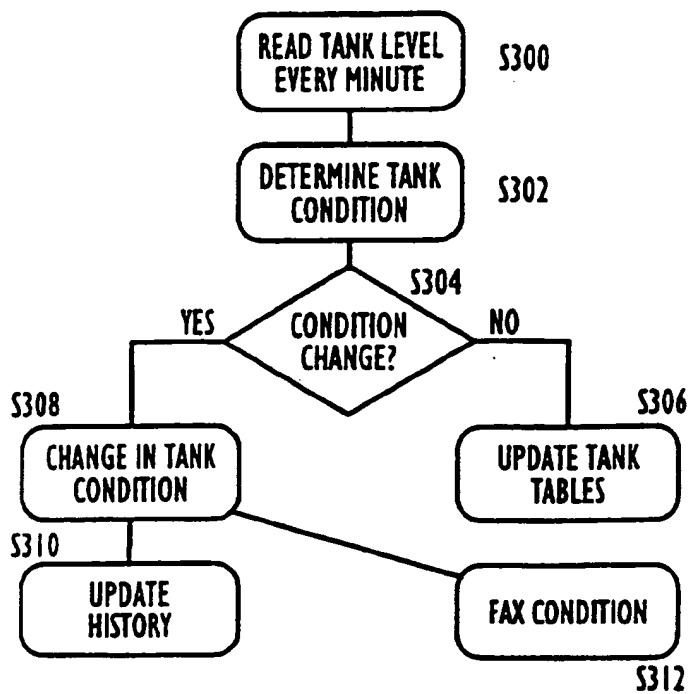 READ TANK LEVEL
EVERY MINUTE
S300
DETERMINE TANK
CONDITION
S302
S304
CONDITION
CHANGE?
YES
NO
S308
CHANGE IN TANK
CONDITION
S306
UPDATE TANK
TABLES
S310
UPDATE
HISTORY
FAX CONDITION
S312